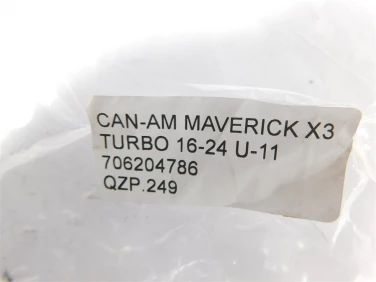 CAN-AM MAVERICK X3
TURBO 16-24 U-11
706204786
QZP.249